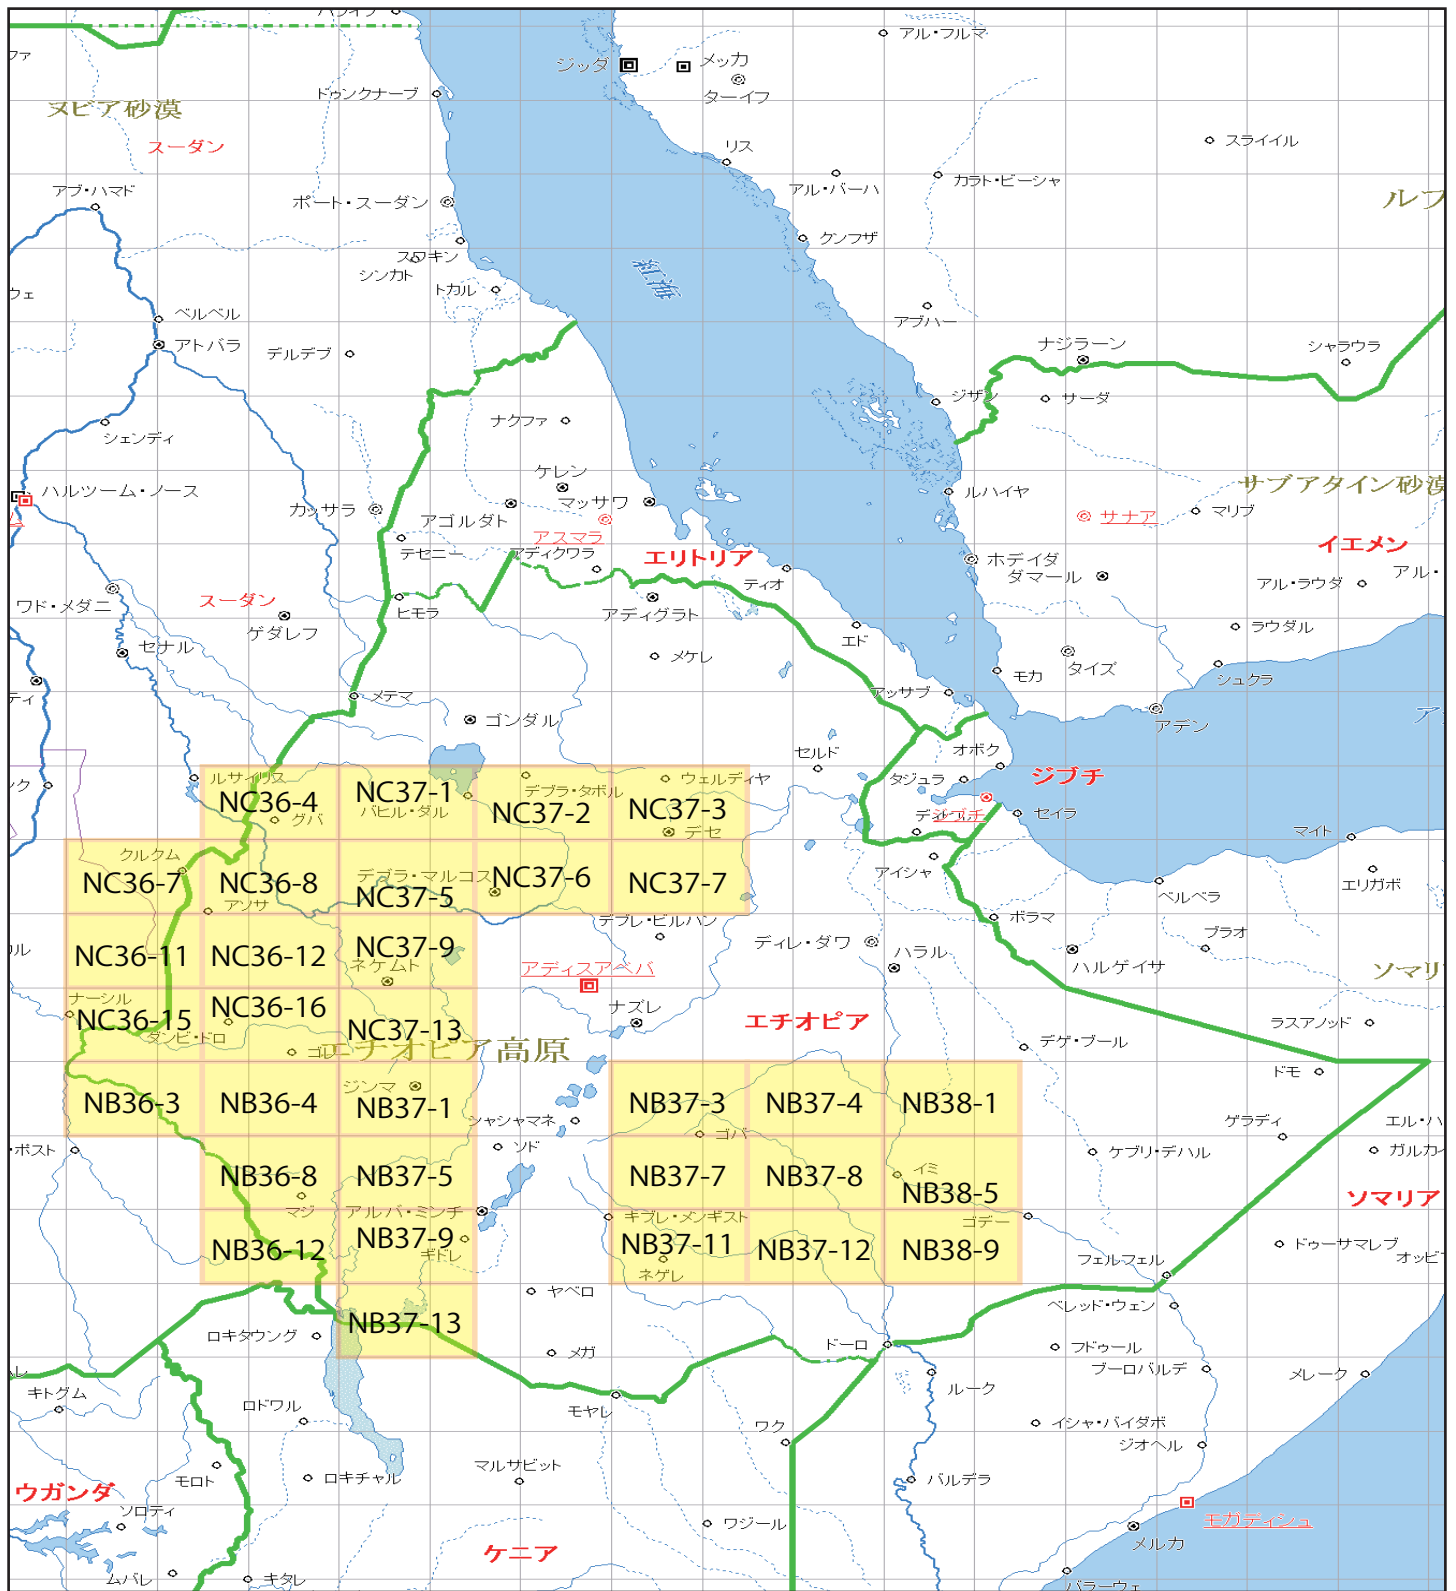 ハライブ
アル・フルマ
ファ
ジッダ
メッカ
ターイフ
ドゥンクナーブ
ヌビア砂漠
スーダン
リス
スライイル
アル・バーハ
カラト・ビーシャ
アブ・ハマド
ルブ
ポート・スーダン
クンフザ
スワキン
シンカト
紅海
トカル
ウェ
ベルベル
アブハー
アトバラ
デルデブ
ナジラーン
シャラウラ
ジザン
サーダ
ナクファ
シェンディ
ケレン
ハルツーム・ノース
マッサワ
ルハイヤ
サブアタイン砂漠
カッサラ
アゴルダト
アスマラ
サナア
マリブ
ム
テセニー
アディクワラ
エリトリア
イエメン
ホデイダ
ダマール
アル・ラウダ
アル・
ティオ
ワド・メダニ
スーダン
ヒモラ
アディグラト
ゲダレフ
エド
ラウダル
セナル
メケレ
タイズ
モカ
シュクラ
ティ
メテマ
アッサブ
ゴンダル
アデン
ア
セルド
オボク
ルサイリス
デブラ・タボル
ウェルディヤ
タジュラ
ジブチ
ク
NC36-4
NC37-1
NC37-2
NC37-3
グバ
バヒル・ダル
デセ
ジブチ
セイラ
マイト
クルクム
アイシャ
エリガボ
NC36-7
NC36-8
デブラ・マルコス
NC37-5
NC37-6
NC37-7
ベルベラ
アソサ
デブレ・ビルハン
ボラマ
ル
NC36-11
NC36-12
NC37-9
ネケムト
ディレ・ダワ
ハラル
ブラオ
ハルゲイサ
ソマリ
アディスアベバ
ナーシル
NC36-15
NC36-16
NC37-13
ナズレ
エチオピア
ラスアノッド
ダンビ・ドロ
ゴレ
エチオピア高原
デゲ・ブール
ドモ
ジンマ
NB36-3
NB36-4
NB37-1
シャシャマネ
NB37-3
NB37-4
NB38-1
ゲラディ
エル・ハ
・ポスト
ソド
ゴバ
ケブリ・デハル
ガルカイ
NB36-8
NB37-5
NB37-7
NB37-8
イミ
NB38-5
ソマリア
マジ
アルバ・ミンチ
キブレ・メンギスト
ゴデー
NB36-12
NB37-9
ギドレ
NB37-11
NB37-12
NB38-9
ドゥーサマレブ
オッビ
ネゲレ
フェルフェル
ヤベロ
ベレッド・ウェン
ロキタウング
NB37-13
ドーロ
フドゥール
メガ
ブーロバルデ
メレーク
レ
キトグム
ルーク
ロドワル
モヤレ
ワク
イシャ・バイダボ
ジオヘル
モロト
ロキチャル
マルサビット
バルデラ
ウガンダ
ソロティ
ワジール
モガディシュ
メルカ
ケニア
ムバレ
キタレ
バラーウェ